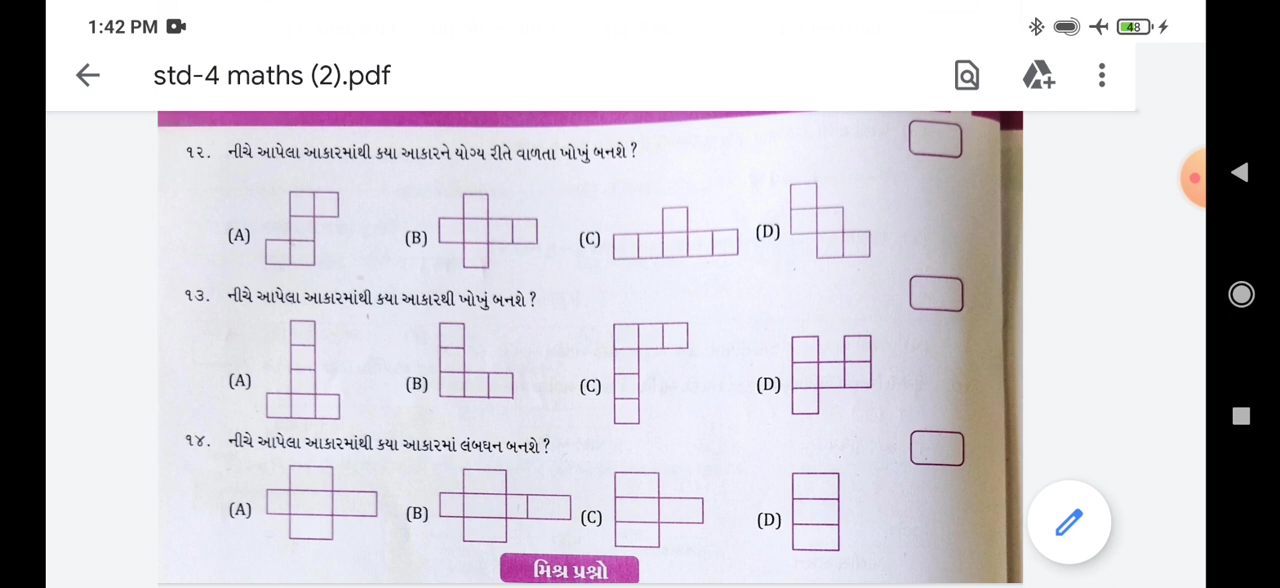 1:42 PM
48
std-4 maths (2).pdf
૧૨. નીચે આપેલા આકારમાંથી કયા આકારને યોગ્ય રીતે વાળતા ખોખું બનશે ?
(A) (B) (C) (D)
૧૩. નીચે આપેલા આકારમાંથી કયા આકારથી ખોખું બનશે ?
(A) (B) (C) (D)
૧૪. નીચે આપેલા આકારમાંથી કયા આકારમાં લંબઘન બનશે ?
(A) (B) (C) (D)
મિશ્ર પ્રશ્નો